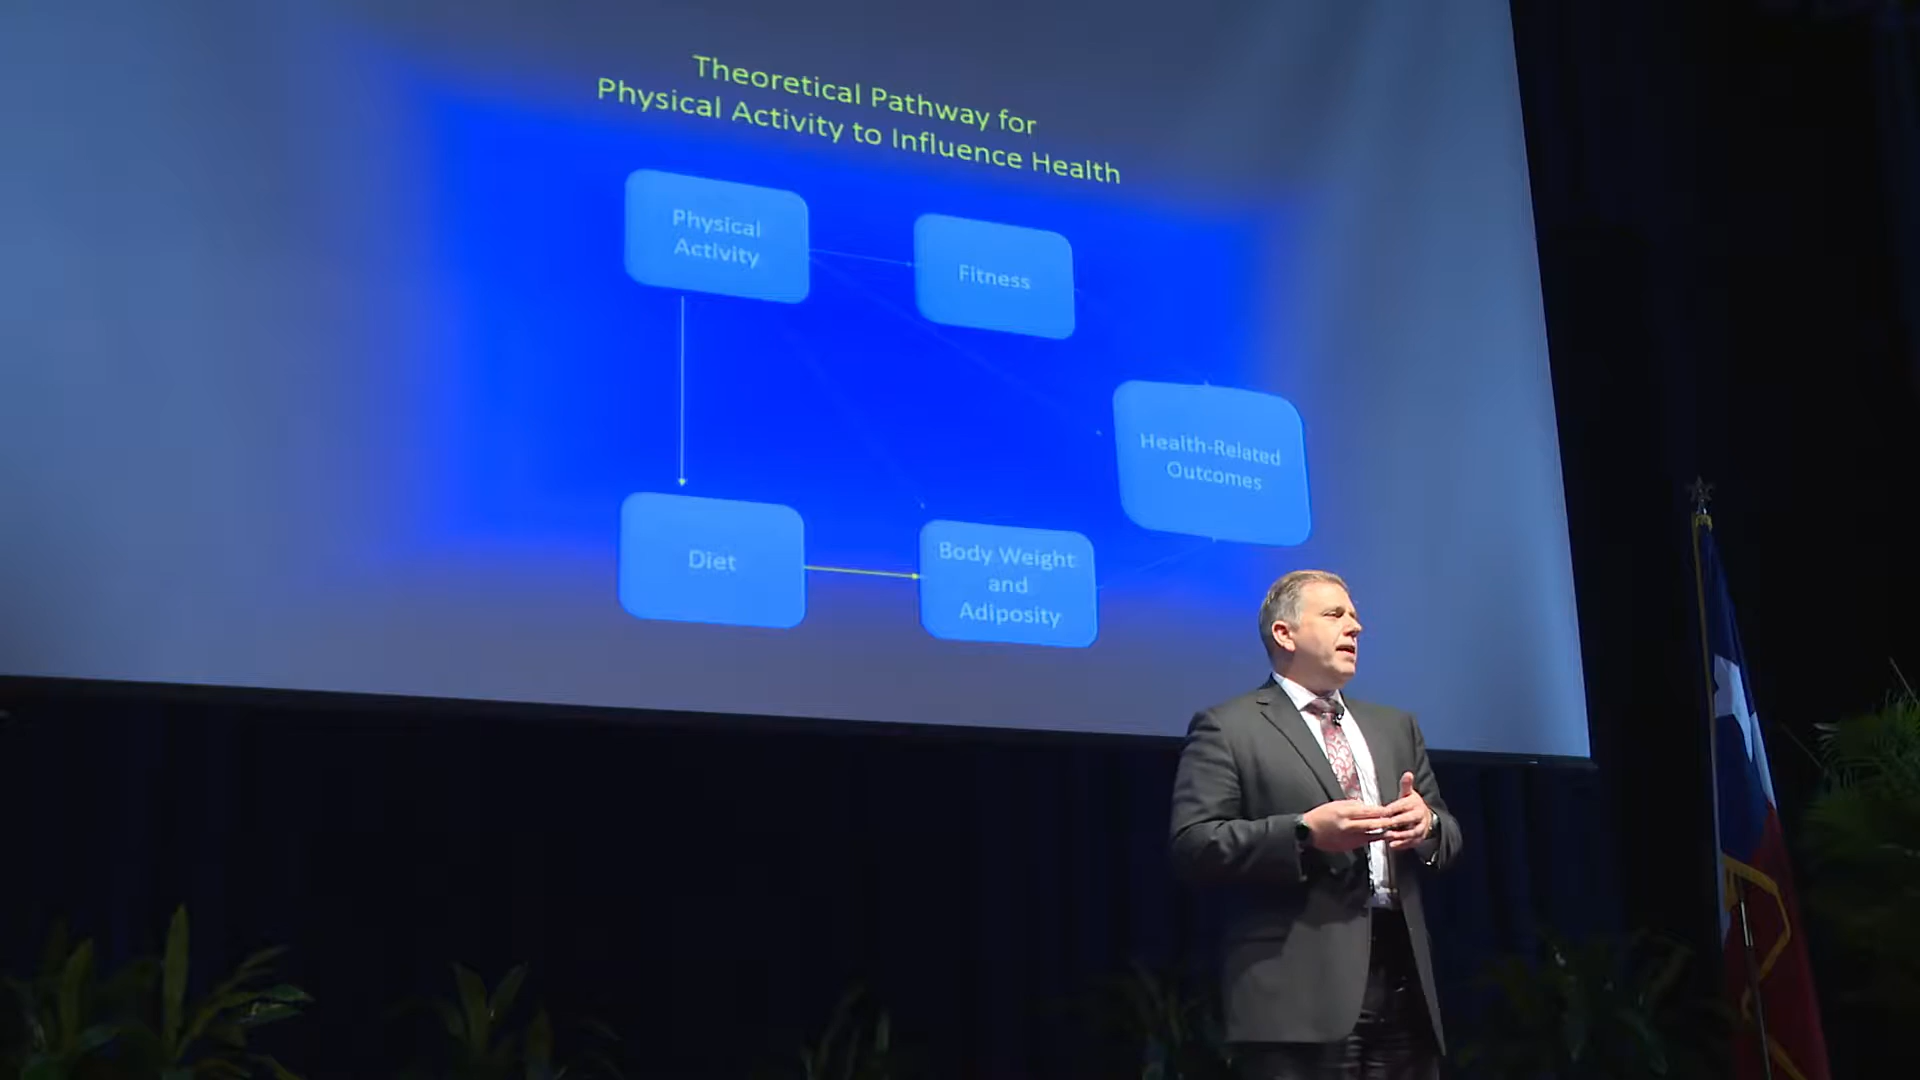 Theoretical Pathway for
Physical Activity to Influence Health
Physical
Activity
Fitness
Health-Related
Outcomes
Diet
Body Weight
and
Adiposity